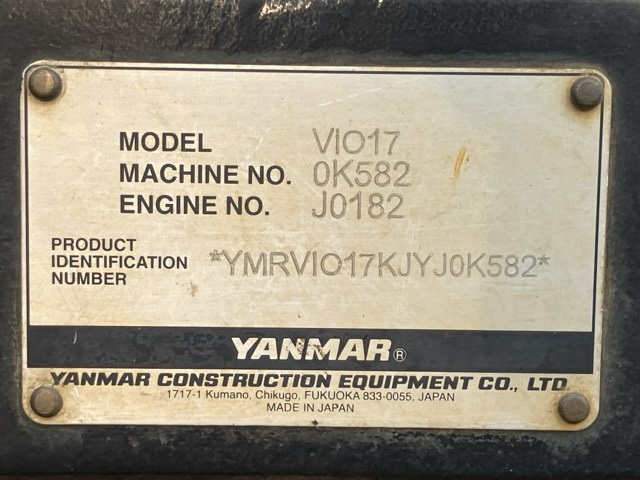 MODEL VIO17
MACHINE NO. 0K582
ENGINE NO. J0182
PRODUCT
IDENTIFICATION
NUMBER
*YMRVIO17KJYJ0K582*
YANMAR®
YANMAR CONSTRUCTION EQUIPMENT CO., LTD
1717-1 Kumano, Chikugo, FUKUOKA 833-0055, JAPAN
MADE IN JAPAN